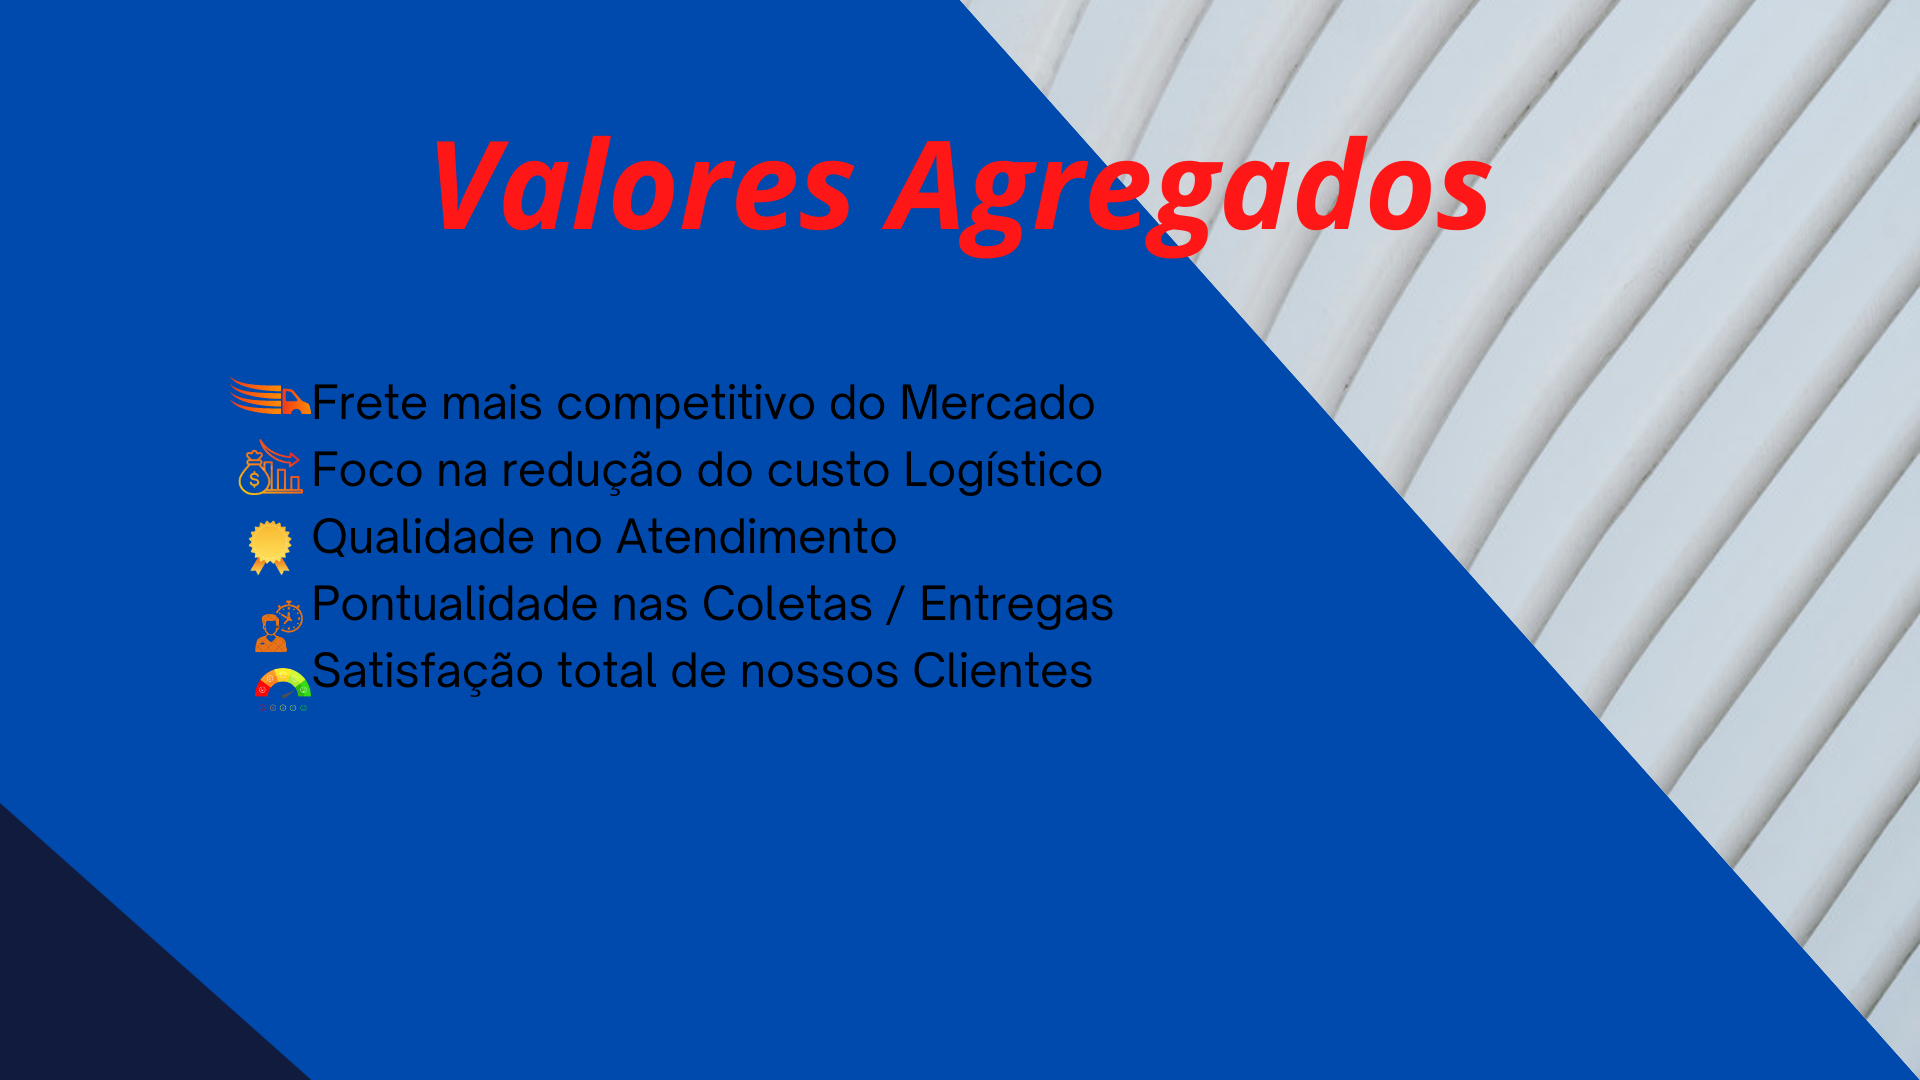 Valores Agregados
Frete mais competitivo do Mercado
Foco na redução do custo Logístico
Qualidade no Atendimento
Pontualidade nas Coletas / Entregas
Satisfação total de nossos Clientes